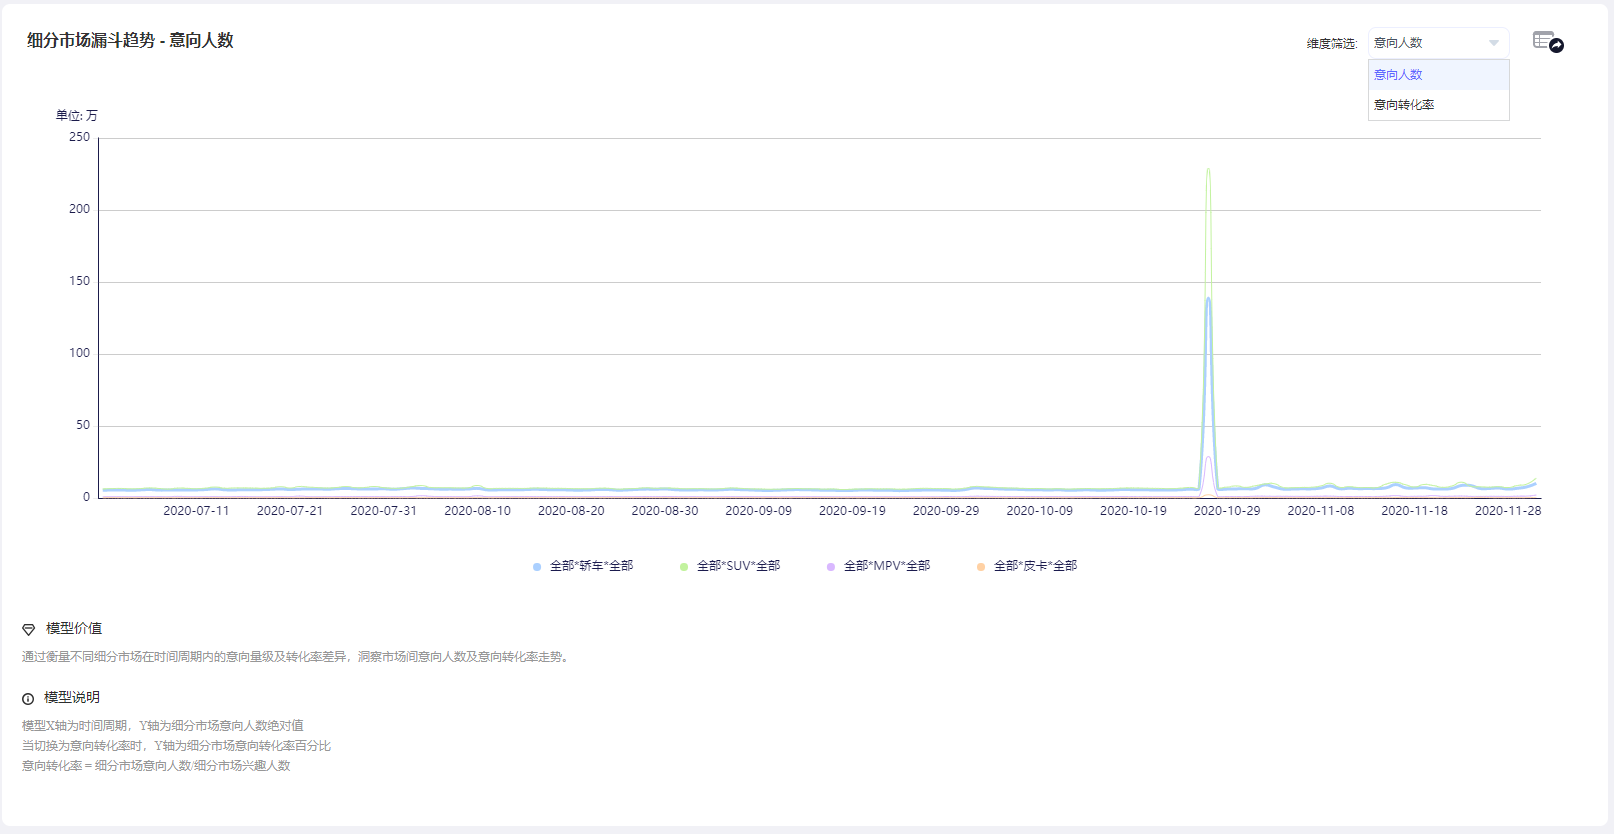 细分市场漏斗趋势 - 意向人数
维度筛选:
意向人数
意向人数
意向转化率
单位: 万
250
200
150
100
50
0
2020-07-11 2020-07-21 2020-07-31 2020-08-10 2020-08-20 2020-08-30 2020-09-09 2020-09-19 2020-09-29 2020-10-09 2020-10-19 2020-10-29 2020-11-08 2020-11-18 2020-11-28
全部*轿车*全部 全部*SUV*全部 全部*MPV*全部 全部*皮卡*全部
模型价值
通过衡量不同细分市场在时间周期内的意向量级及转化率差异，洞察市场间意向人数及意向转化率走势。
模型说明
模型X轴为时间周期，Y轴为细分市场意向人数绝对值
当切换为意向转化率时，Y轴为细分市场意向转化率百分比
意向转化率 = 细分市场意向人数/细分市场兴趣人数